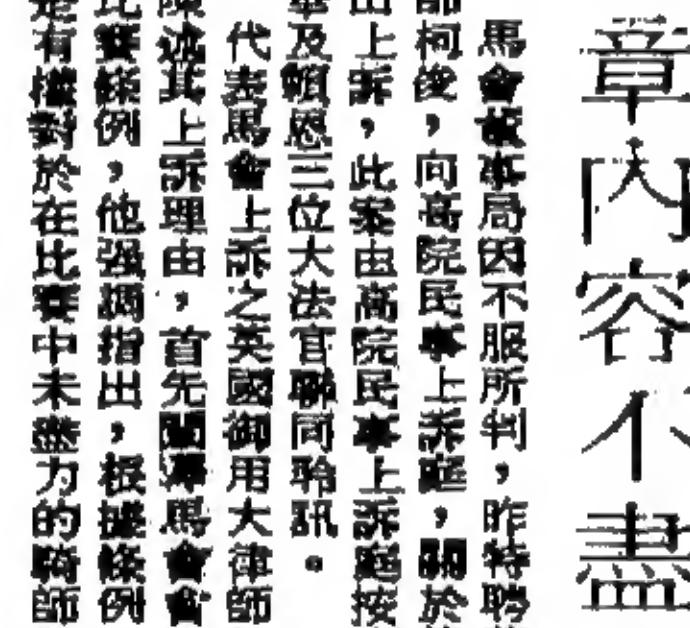 章內容不盡
馬會董事局因不服所判，昨特聘
師柯俊，向高院民事上訴庭，關於
出上訴，此案由高院民事上訴庭按
及賴恩三位大法官聯同聆訊。
代表馬會上訴之英國御用大律師
陳述其上訴理由，首先闡釋馬會會
比賽條例，他强調指出，根據條例
是有權對於在比賽中未盡力的騎師